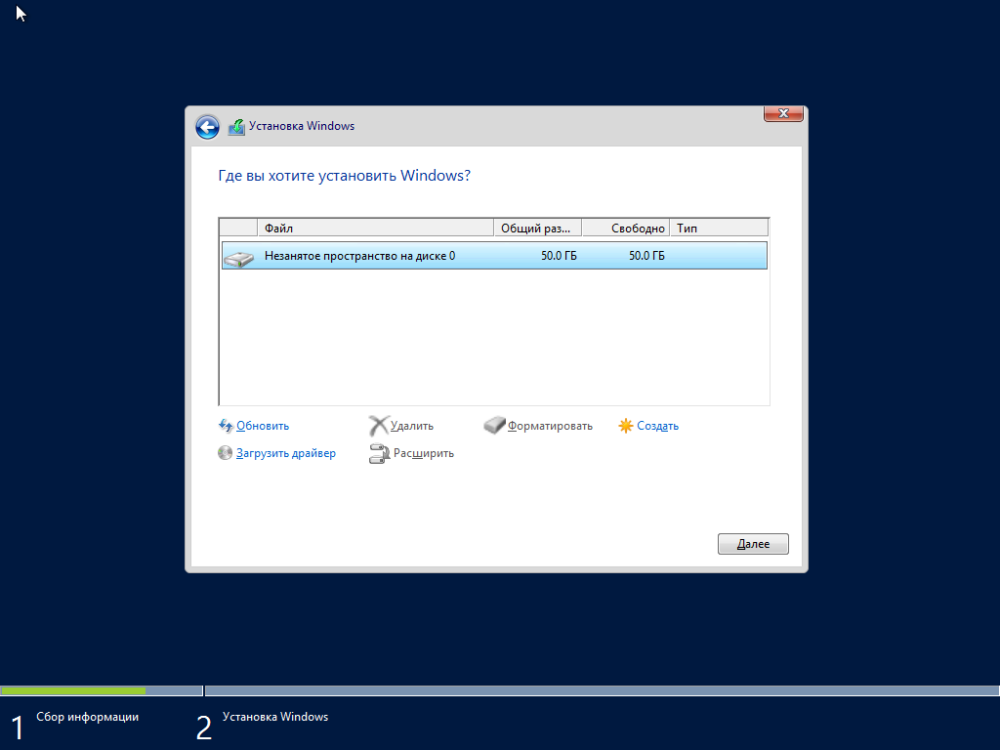 Установка Windows
Где вы хотите установить Windows?
Файл Общий раз... Свободно Тип
Незанятое пространство на диске 0 50.0 ГБ 50.0 ГБ
Обновить Удалить Форматировать Создать
Загрузить драйвер Расширить
Далее
1 Сбор информации 2 Установка Windows